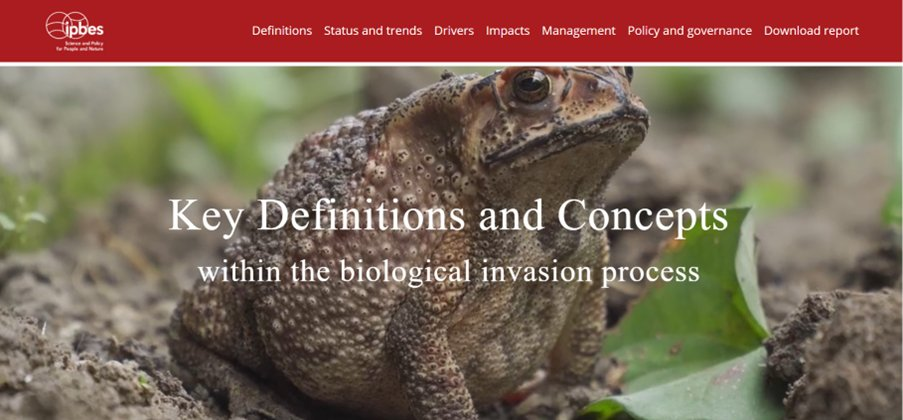 ipbes
Science and Policy
for People and Nature
Definitions Status and trends Drivers Impacts Management Policy and governance Download report
Key Definitions and Concepts
within the biological invasion process